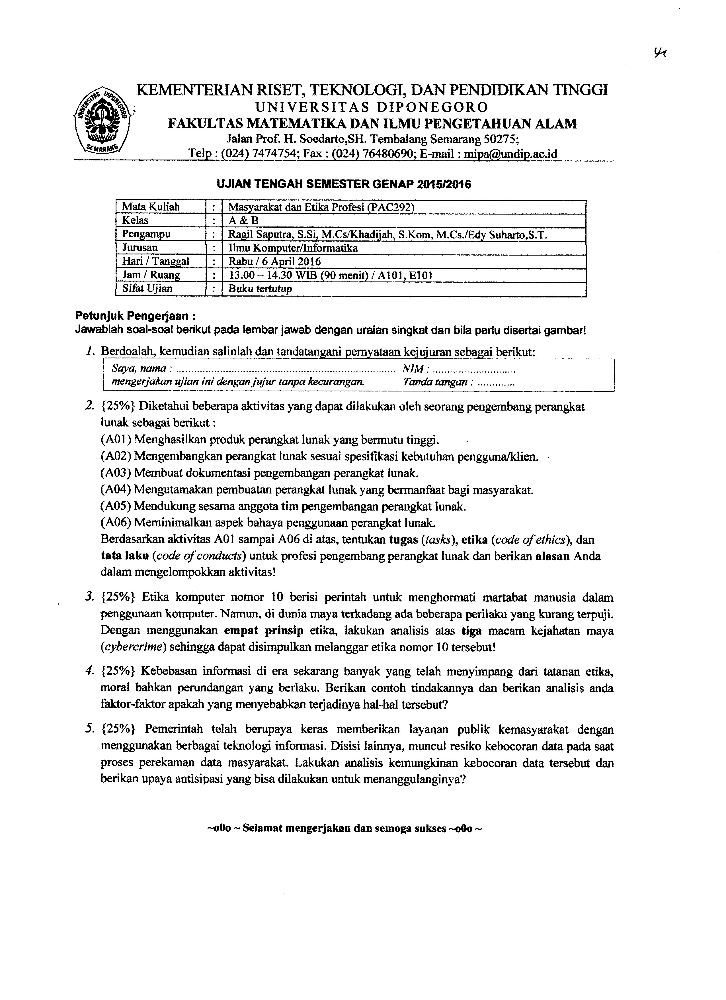 UNIVERSITAS DIPONEGORO
SEMARANG
KEMENTERIAN RISET, TEKNOLOGI, DAN PENDIDIKAN TINGGI
UNIVERSITAS DIPONEGORO
FAKULTAS MATEMATIKA DAN ILMU PENGETAHUAN ALAM
Jalan Prof. H. Soedarto,SH. Tembalang Semarang 50275;
Telp : (024) 7474754; Fax : (024) 76480690; E-mail : mipa@undip.ac.id
UJIAN TENGAH SEMESTER GENAP 2015/2016
Mata Kuliah : Masyarakat dan Etika Profesi (PAC292)
Kelas : A & B
Pengampu : Ragil Saputra, S.Si, M.Cs/Khadijah, S.Kom, M.Cs./Edy Suharto,S.T.
Jurusan : Ilmu Komputer/Informatika
Hari / Tanggal : Rabu / 6 April 2016
Jam / Ruang : 13.00 – 14.30 WIB (90 menit) / A101, E101
Sifat Ujian : Buku tertutup
Petunjuk Pengerjaan :
Jawablah soal-soal berikut pada lembar jawab dengan uraian singkat dan bila perlu disertai gambar!
1. Berdoalah, kemudian salinlah dan tandatangani pernyataan kejujuran sebagai berikut:
Saya, nama : ........................................................................... NIM : ............................
mengerjakan ujian ini dengan jujur tanpa kecurangan. Tanda tangan : .............
2. {25%} Diketahui beberapa aktivitas yang dapat dilakukan oleh seorang pengembang perangkat
lunak sebagai berikut :
(A01) Menghasilkan produk perangkat lunak yang bermutu tinggi.
(A02) Mengembangkan perangkat lunak sesuai spesifikasi kebutuhan pengguna/klien.
(A03) Membuat dokumentasi pengembangan perangkat lunak.
(A04) Mengutamakan pembuatan perangkat lunak yang bermanfaat bagi masyarakat.
(A05) Mendukung sesama anggota tim pengembangan perangkat lunak.
(A06) Meminimalkan aspek bahaya penggunaan perangkat lunak.
Berdasarkan aktivitas A01 sampai A06 di atas, tentukan tugas (tasks), etika (code of ethics), dan
tata laku (code of conducts) untuk profesi pengembang perangkat lunak dan berikan alasan Anda
dalam mengelompokkan aktivitas!
3. {25%} Etika komputer nomor 10 berisi perintah untuk menghormati martabat manusia dalam
penggunaan komputer. Namun, di dunia maya terkadang ada beberapa perilaku yang kurang terpuji.
Dengan menggunakan empat prinsip etika, lakukan analisis atas tiga macam kejahatan maya
(cybercrime) sehingga dapat disimpulkan melanggar etika nomor 10 tersebut!
4. {25%} Kebebasan informasi di era sekarang banyak yang telah menyimpang dari tatanan etika,
moral bahkan perundangan yang berlaku. Berikan contoh tindakannya dan berikan analisis anda
faktor-faktor apakah yang menyebabkan terjadinya hal-hal tersebut?
5. {25%} Pemerintah telah berupaya keras memberikan layanan publik kemasyarakat dengan
menggunakan berbagai teknologi informasi. Disisi lainnya, muncul resiko kebocoran data pada saat
proses perekaman data masyarakat. Lakukan analisis kemungkinan kebocoran data tersebut dan
berikan upaya antisipasi yang bisa dilakukan untuk menanggulanginya?
~o0o ~ Selamat mengerjakan dan semoga sukses ~o0o ~